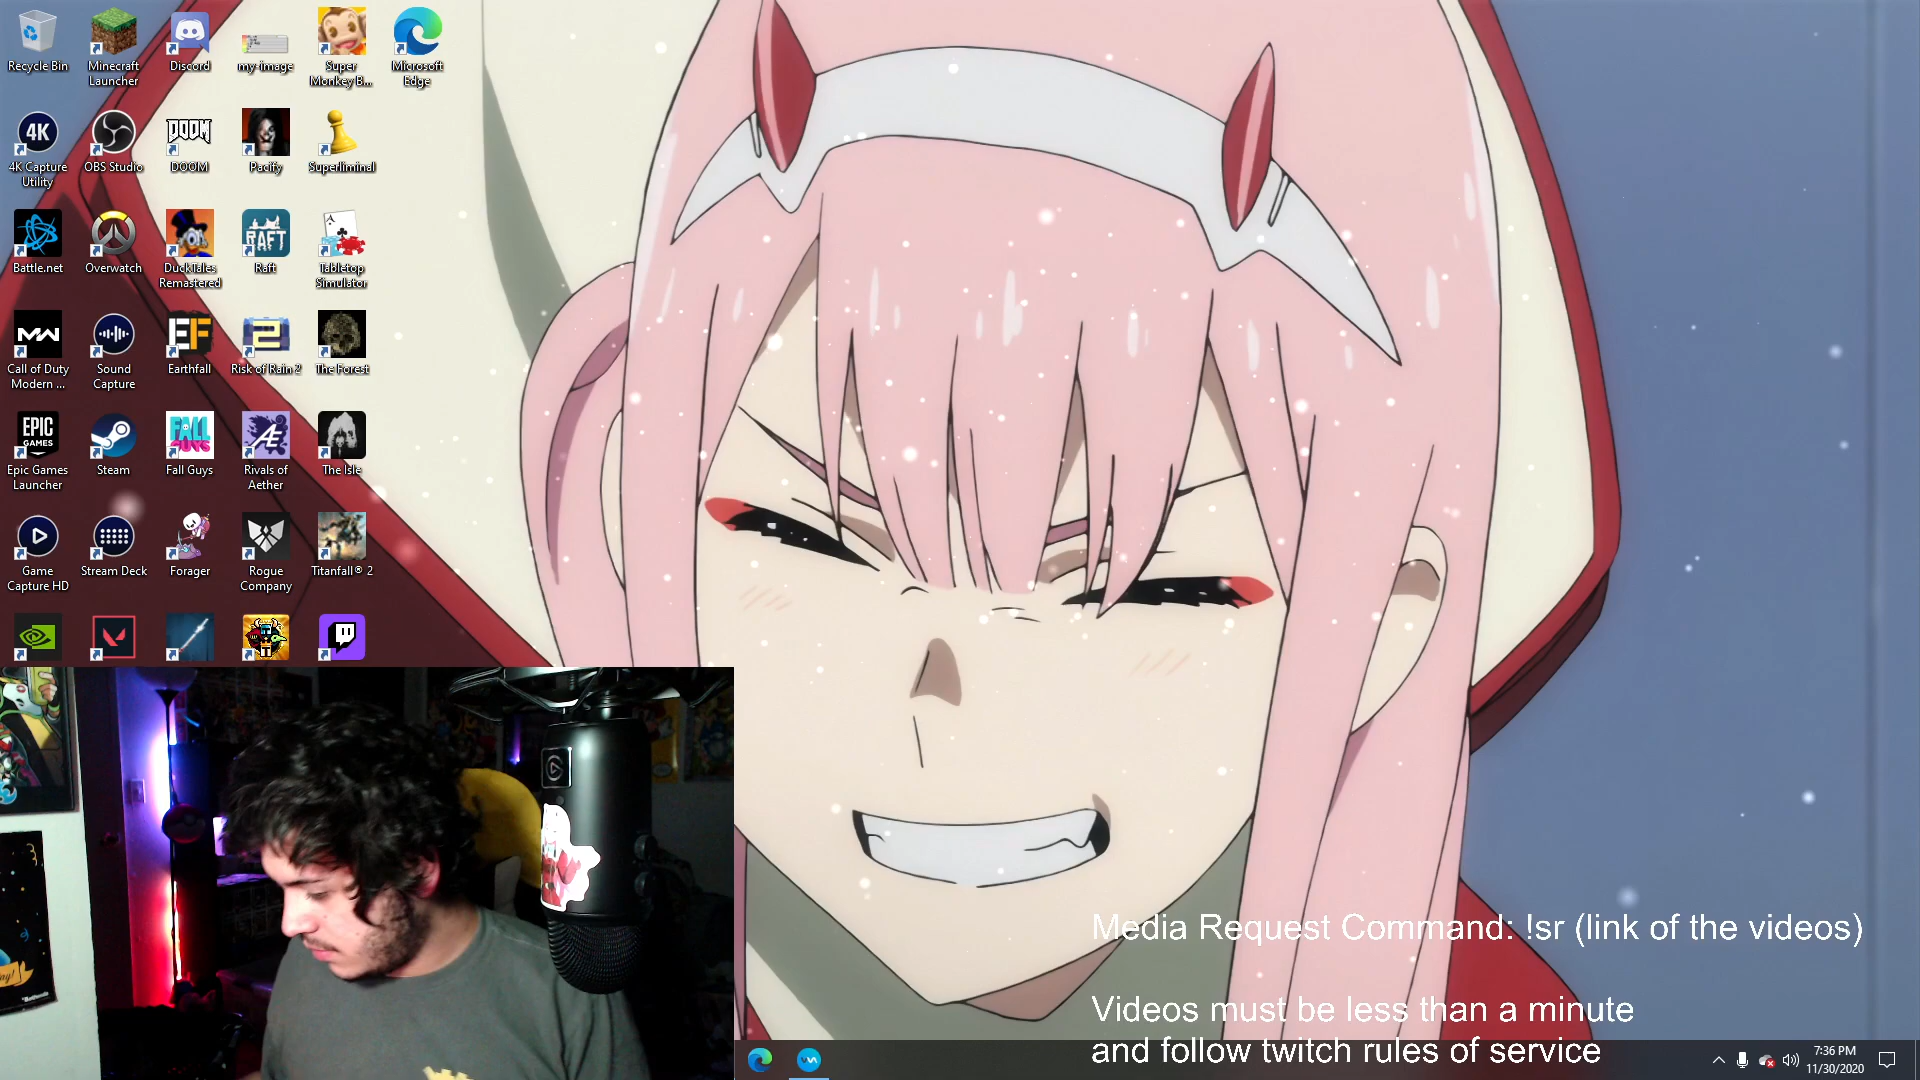 Recycle Bin
Minecraft
Launcher
Discord
my-image
Super
Monkey B...
Microsoft
Edge
4K
4K Capture
Utility
OBS Studio
DOOM
DOOM
Pacify
Superliminal
Battle.net
Overwatch
DuckTales
Remastered
RAFT
Raft
Tabletop
Simulator
MW
Call of Duty
Modern ...
Sound
Capture
EF
Earthfall
2
Risk of Rain 2
The Forest
EPIC
GAMES
Epic Games
Launcher
Steam
FALL
GUYS
Fall Guys
Æ
Rivals of
Aether
The Isle
Game
Capture HD
Stream Deck
Forager
Rogue
Company
Titanfall® 2
Media Request Command: !sr (link of the videos)
Videos must be less than a minute
and follow twitch rules of service
7:36 PM
11/30/2020